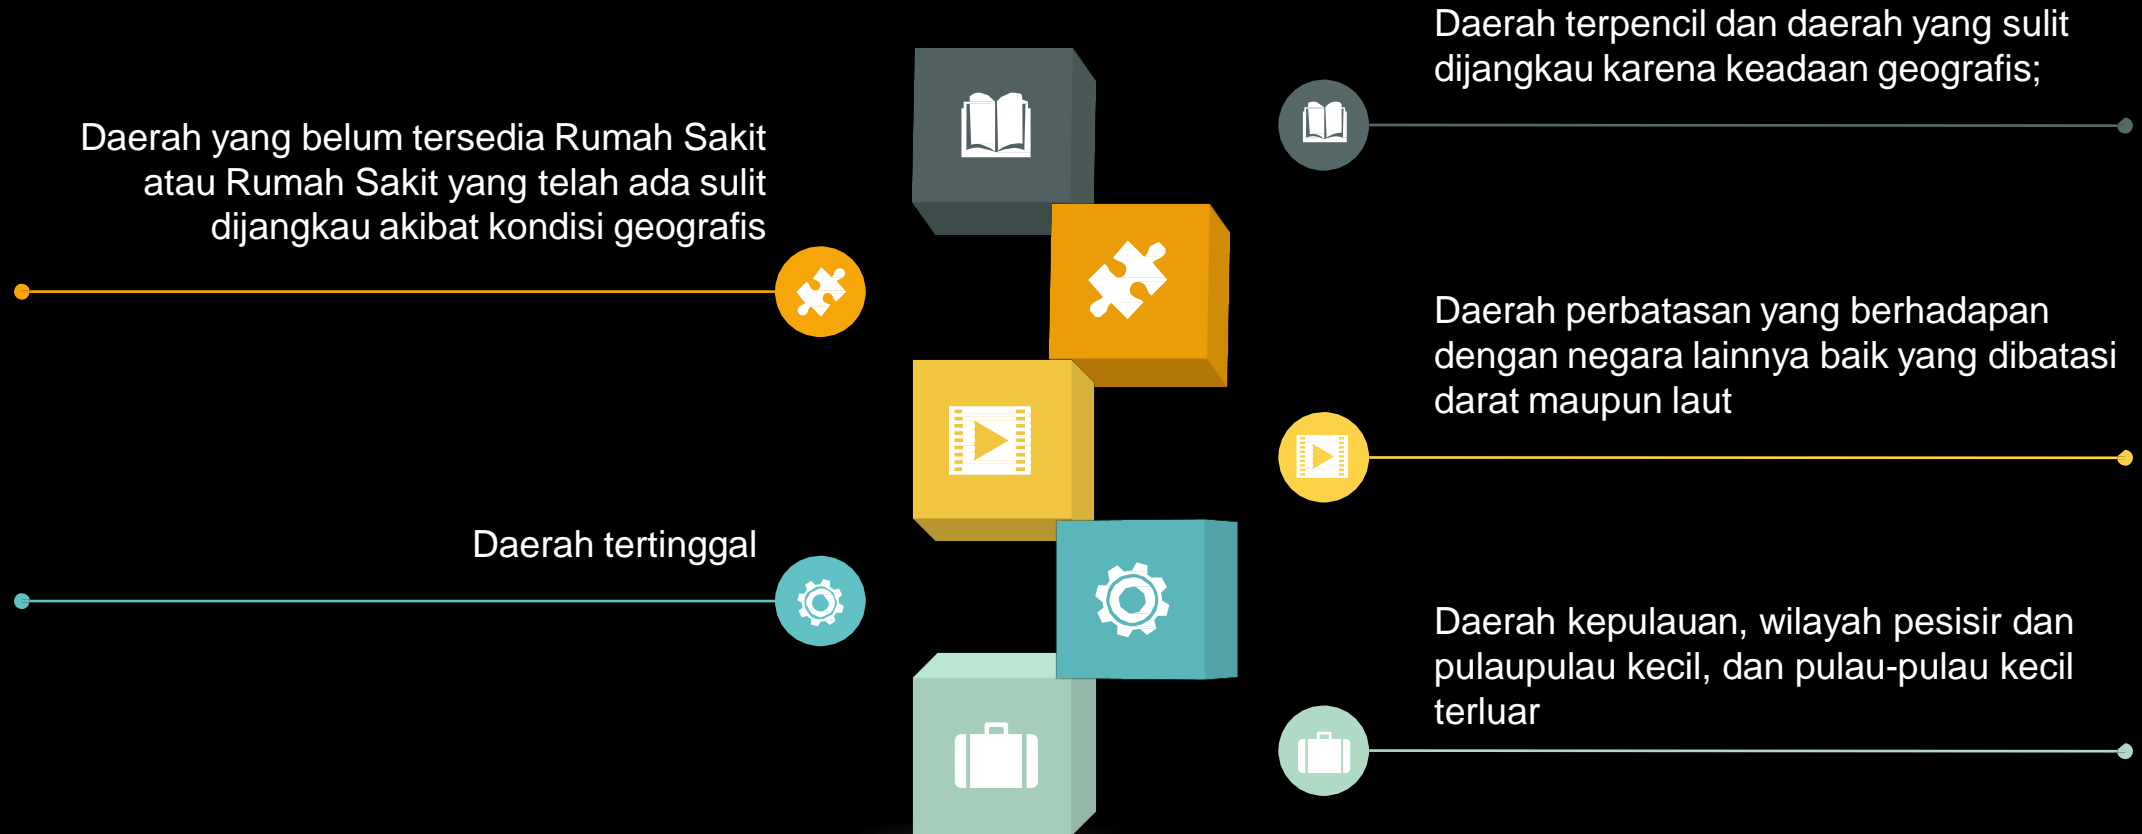 Daerah terpencil dan daerah yang sulit
dijangkau karena keadaan geografis;
Daerah yang belum tersedia Rumah Sakit
atau Rumah Sakit yang telah ada sulit
dijangkau akibat kondisi geografis
Daerah perbatasan yang berhadapan
dengan negara lainnya baik yang dibatasi
darat maupun laut
Daerah tertinggal
Daerah kepulauan, wilayah pesisir dan
pulaupulau kecil, dan pulau-pulau kecil
terluar